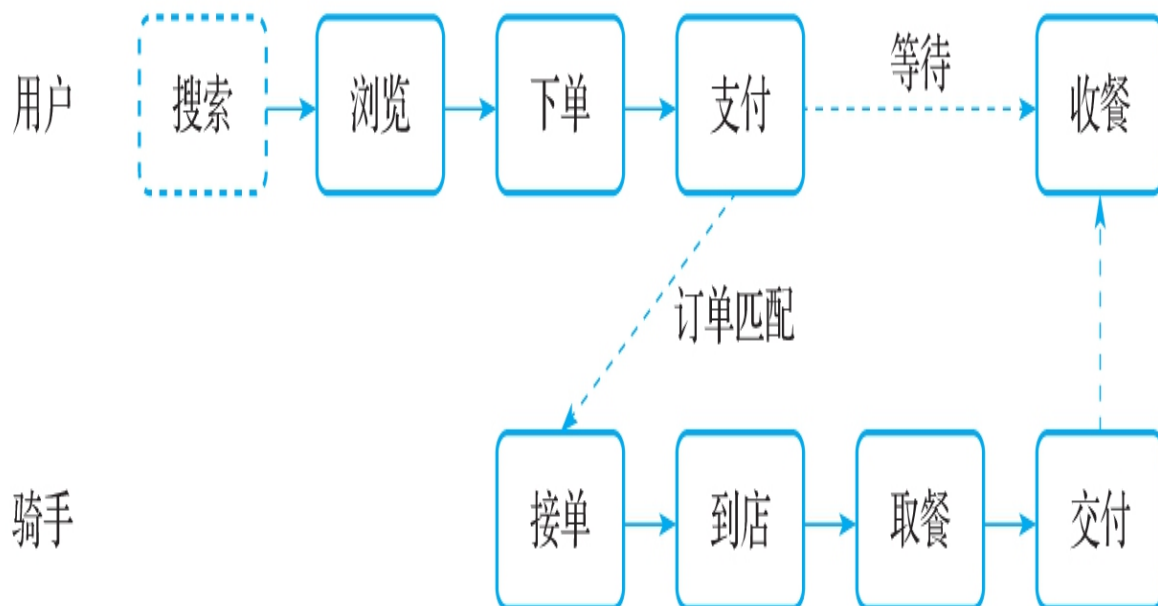 等待
用户 搜索 浏览 下单 支付 收餐
订单匹配
骑手 接单 到店 取餐 交付